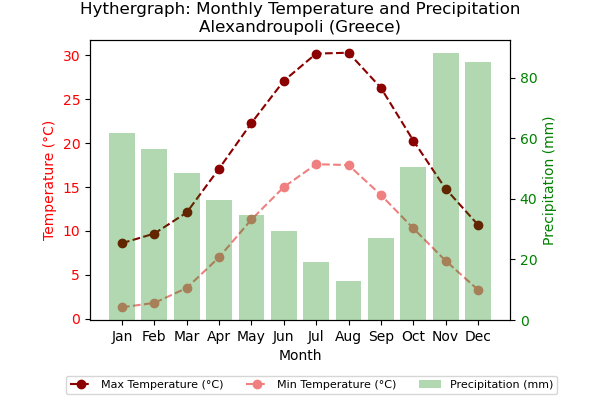 Hythergraph: Monthly Temperature and Precipitation
Alexandroupoli (Greece)
30
25
20
15
10
5
0
Temperature (°C)
80
60
40
20
0
Precipitation (mm)
Jan Feb Mar Apr May Jun Jul Aug Sep Oct Nov Dec
Month
Max Temperature (°C) Min Temperature (°C) Precipitation (mm)